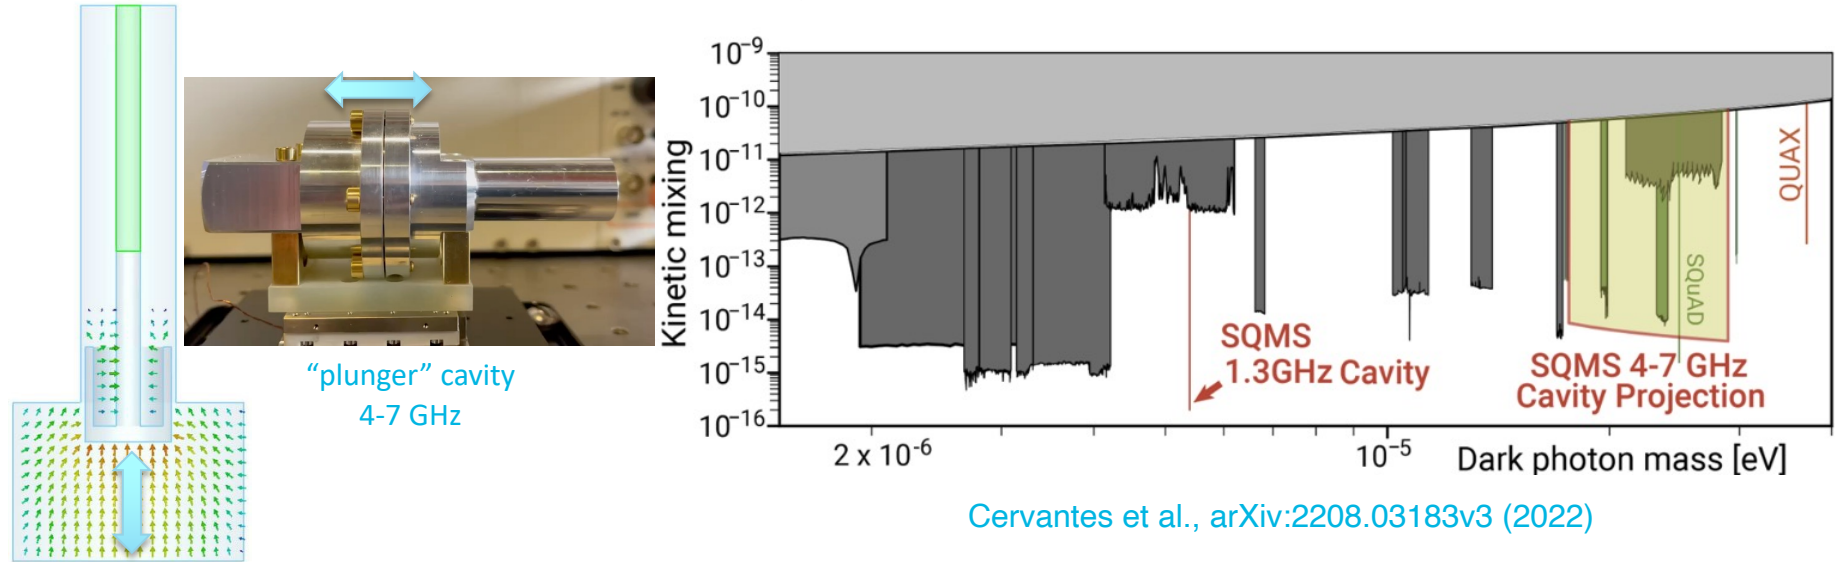 “plunger” cavity
4-7 GHz
Kinetic mixing
10⁻⁹
10⁻¹⁰
10⁻¹¹
10⁻¹²
10⁻¹³
10⁻¹⁴
10⁻¹⁵
10⁻¹⁶
SQMS
1.3GHz Cavity
SQMS 4-7 GHz
Cavity Projection
SQuAD
QUAX
2 x 10⁻⁶
10⁻⁵
Dark photon mass [eV]
Cervantes et al., arXiv:2208.03183v3 (2022)